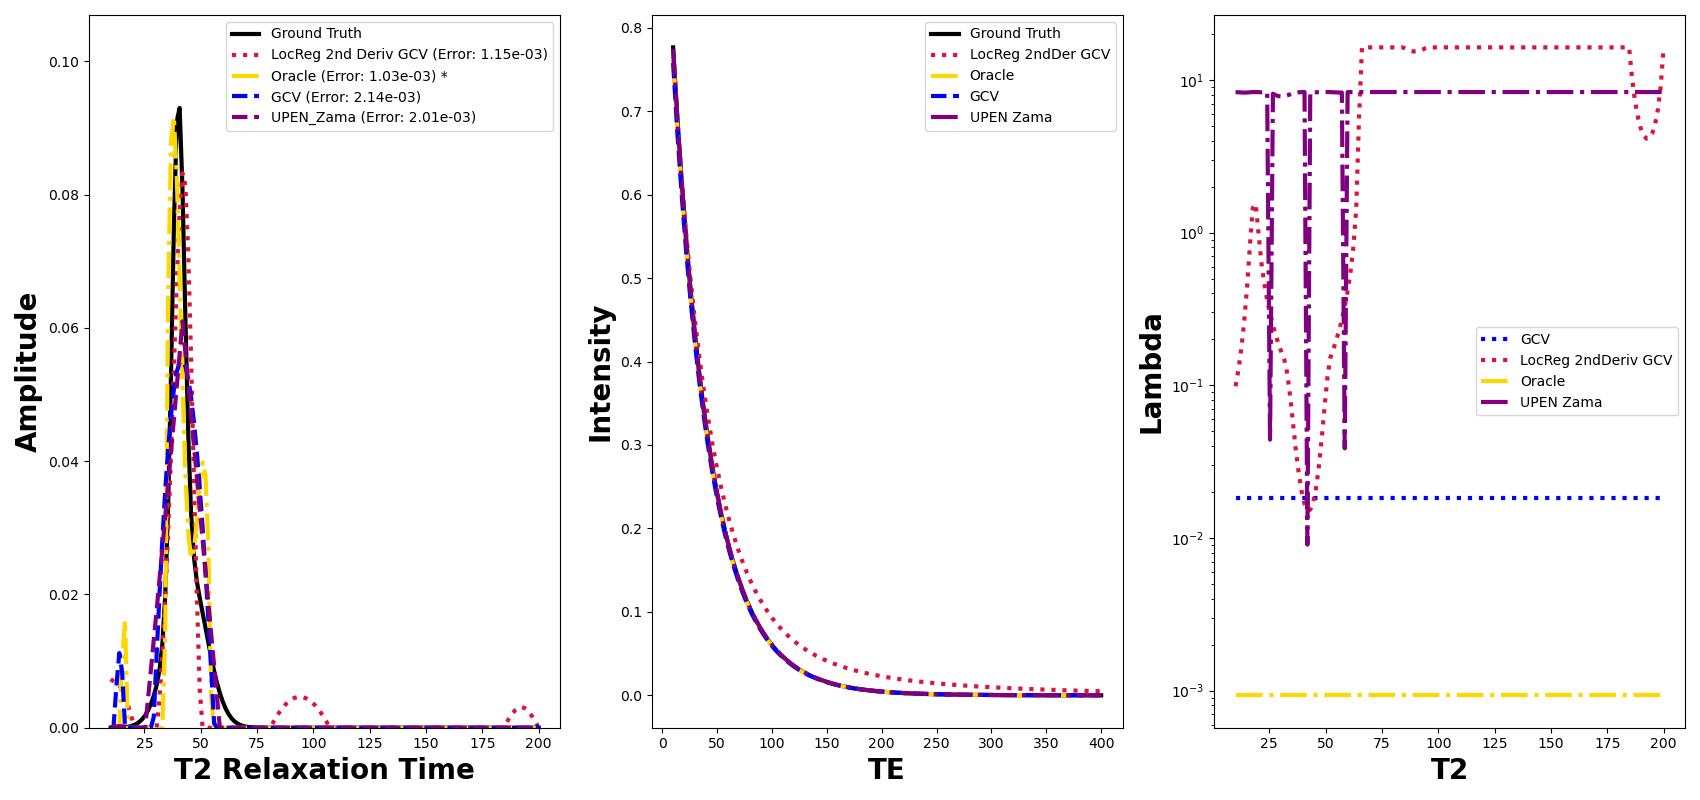 Amplitude
0.10
0.08
0.06
0.04
0.02
0.00
25 50 75 100 125 150 175 200
T2 Relaxation Time
Ground Truth
LocReg 2nd Deriv GCV (Error: 1.15e-03)
Oracle (Error: 1.03e-03) *
GCV (Error: 2.14e-03)
UPEN_Zama (Error: 2.01e-03)
Intensity
0.8
0.7
0.6
0.5
0.4
0.3
0.2
0.1
0.0
0 50 100 150 200 250 300 350 400
TE
Ground Truth
LocReg 2ndDer GCV
Oracle
GCV
UPEN Zama
Lambda
10¹
10⁰
10⁻¹
10⁻²
10⁻³
25 50 75 100 125 150 175 200
T2
GCV
LocReg 2ndDeriv GCV
Oracle
UPEN Zama